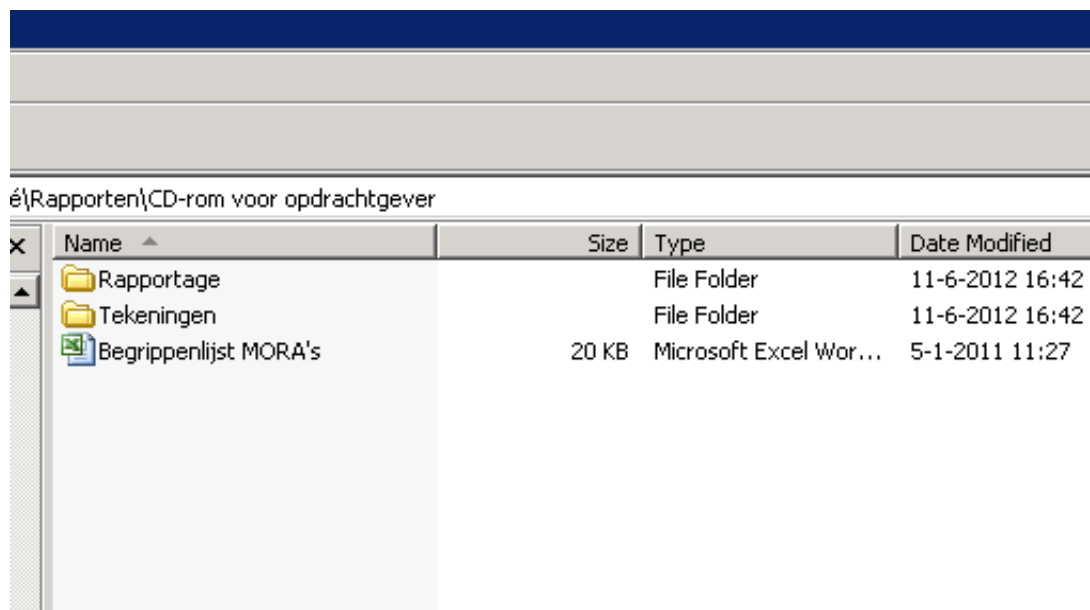 é\Rapporten\CD-rom voor opdrachtgever
Name Size Type Date Modified
Rapportage File Folder 11-6-2012 16:42
Tekeningen File Folder 11-6-2012 16:42
Begrippenlijst MORA's 20 KB Microsoft Excel Wor... 5-1-2011 11:27